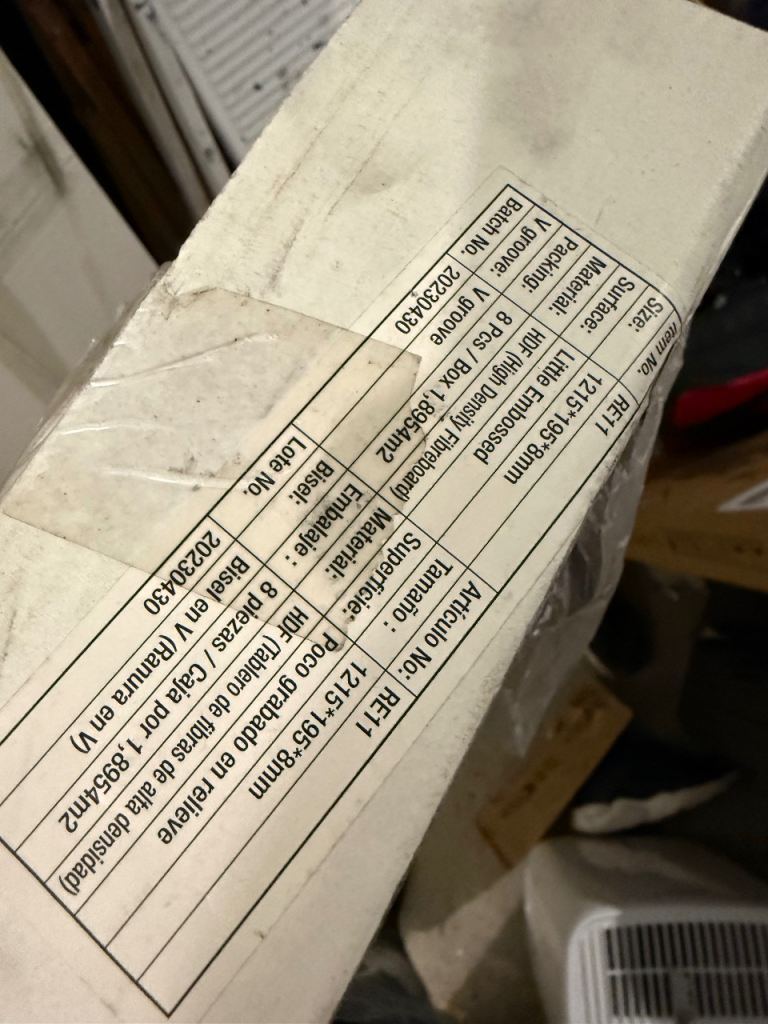 Item No. RE11 Artículo No: RE11
Size: 1215*195*8mm Tamaño : 1215*195*8mm
Surface: Little Embossed Superficie: Poco grabado en relieve
Material: HDF (High Density Fibreboard) Material: HDF (Tablero de fibras de alta densidad)
Packing: 8 Pcs / Box 1,8954m2 Embalaje : 8 piezas / Caja por 1,8954m2
V groove: V groove Bisel: Bisel en V (Ranura en V)
Batch No. 20230430 Lote No. 20230430